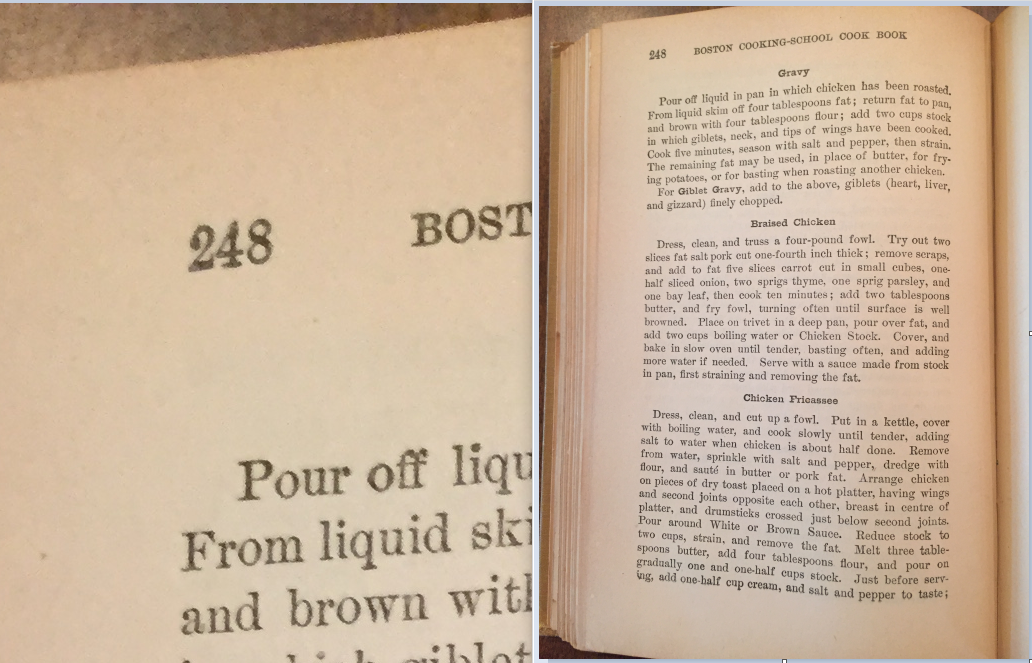 248 BOST
Pour off liqu
From liquid ski
and brown with
248 BOSTON COOKING-SCHOOL COOK BOOK
Gravy
Pour off liquid in pan in which chicken has been roasted.
From liquid skim off four tablespoons fat; return fat to pan,
and brown with four tablespoons flour; add two cups stock
in which giblets, neck, and tips of wings have been cooked.
Cook five minutes, season with salt and pepper, then strain.
The remaining fat may be used, in place of butter, for fry-
ing potatoes, or for basting when roasting another chicken.
For Giblet Gravy, add to the above, giblets (heart, liver,
and gizzard) finely chopped.
Braised Chicken
Dress, clean, and truss a four-pound fowl. Try out two
slices fat salt pork cut one-fourth inch thick; remove scraps,
and add to fat five slices carrot cut in small cubes, one-
half sliced onion, two sprigs thyme, one sprig parsley, and
one bay leaf, then cook ten minutes; add two tablespoons
butter, and fry fowl, turning often until surface is well
browned. Place on trivet in a deep pan, pour over fat, and
add two cups boiling water or Chicken Stock. Cover, and
bake in slow oven until tender, basting often, and adding
more water if needed. Serve with a sauce made from stock
in pan, first straining and removing the fat.
Chicken Fricassee
Dress, clean, and cut up a fowl. Put in a kettle, cover
with boiling water, and cook slowly until tender, adding
salt to water when chicken is about half done. Remove
from water, sprinkle with salt and pepper, dredge with
flour, and sauté in butter or pork fat. Arrange chicken
on pieces of dry toast placed on a hot platter, having wings
and second joints opposite each other, breast in centre of
platter, and drumsticks crossed just below second joints.
Pour around White or Brown Sauce. Reduce stock to
two cups, strain, and remove the fat. Melt three table-
spoons butter, add four tablespoons flour, and pour on
gradually one and one-half cups stock. Just before serv-
ing, add one-half cup cream, and salt and pepper to taste;